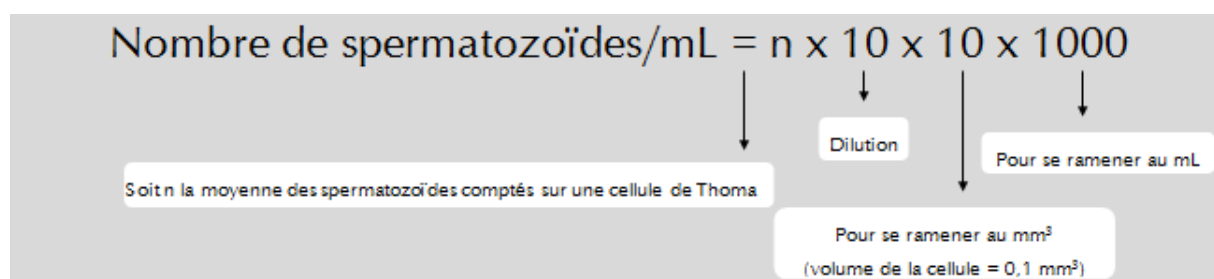 Nombre de spermatozoïdes/mL = n x 10 x 10 x 1000
Dilution
Pour se ramener au mL
Soit n la moyenne des spermatozoïdes comptés sur une cellule de Thoma
Pour se ramener au mm³
(volume de la cellule = 0,1 mm³)